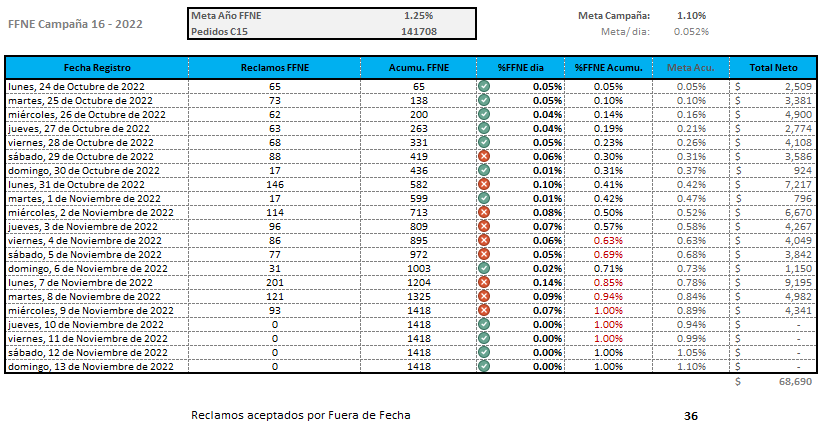 FFNE Campaña 16 - 2022
Meta Año FFNE 1.25%
Pedidos C15 141708
Meta Campaña: 1.10%
Meta/ dia: 0.052%
Fecha Registro Reclamos FFNE Acumu. FFNE %FFNE dia %FFNE Acumu. Meta Acu. Total Neto
lunes, 24 de Octubre de 2022 65 65 0.05% 0.05% 0.05% $ 2,509
martes, 25 de Octubre de 2022 73 138 0.05% 0.10% 0.10% $ 3,381
miércoles, 26 de Octubre de 2022 62 200 0.04% 0.14% 0.16% $ 4,900
jueves, 27 de Octubre de 2022 63 263 0.04% 0.19% 0.21% $ 2,774
viernes, 28 de Octubre de 2022 68 331 0.05% 0.23% 0.26% $ 4,108
sábado, 29 de Octubre de 2022 88 419 0.06% 0.30% 0.31% $ 3,586
domingo, 30 de Octubre de 2022 17 436 0.01% 0.31% 0.37% $ 924
lunes, 31 de Octubre de 2022 146 582 0.10% 0.41% 0.42% $ 7,217
martes, 1 de Noviembre de 2022 17 599 0.01% 0.42% 0.47% $ 796
miércoles, 2 de Noviembre de 2022 114 713 0.08% 0.50% 0.52% $ 6,670
jueves, 3 de Noviembre de 2022 96 809 0.07% 0.57% 0.58% $ 4,267
viernes, 4 de Noviembre de 2022 86 895 0.06% 0.63% 0.63% $ 4,049
sábado, 5 de Noviembre de 2022 77 972 0.05% 0.69% 0.68% $ 3,842
domingo, 6 de Noviembre de 2022 31 1003 0.02% 0.71% 0.73% $ 1,150
lunes, 7 de Noviembre de 2022 201 1204 0.14% 0.85% 0.78% $ 9,195
martes, 8 de Noviembre de 2022 121 1325 0.09% 0.94% 0.84% $ 4,982
miércoles, 9 de Noviembre de 2022 93 1418 0.07% 1.00% 0.89% $ 4,341
jueves, 10 de Noviembre de 2022 0 1418 0.00% 1.00% 0.94% $ -
viernes, 11 de Noviembre de 2022 0 1418 0.00% 1.00% 0.99% $ -
sábado, 12 de Noviembre de 2022 0 1418 0.00% 1.00% 1.05% $ -
domingo, 13 de Noviembre de 2022 0 1418 0.00% 1.00% 1.10% $ -
$ 68,690
Reclamos aceptados por Fuera de Fecha 36